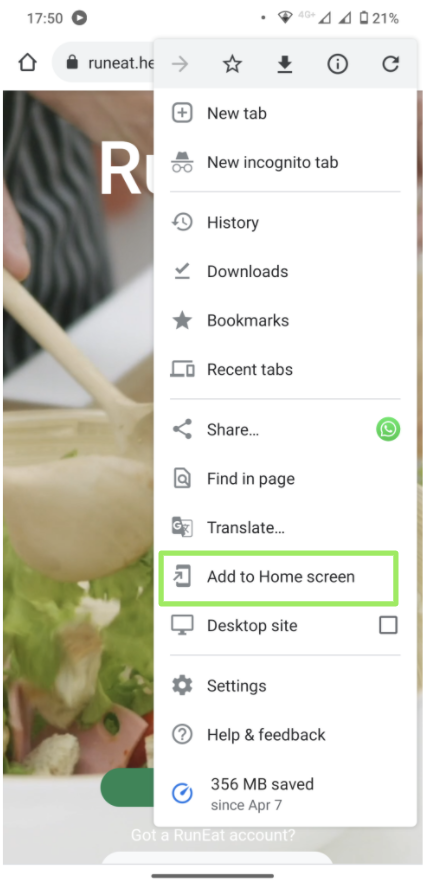 17:50
4G+
21%
runeat.he
Ru
New tab
New incognito tab
History
Downloads
Bookmarks
Recent tabs
Share...
Find in page
Translate...
Add to Home screen
Desktop site
Settings
Help & feedback
356 MB saved
since Apr 7
Got a RunEat account?